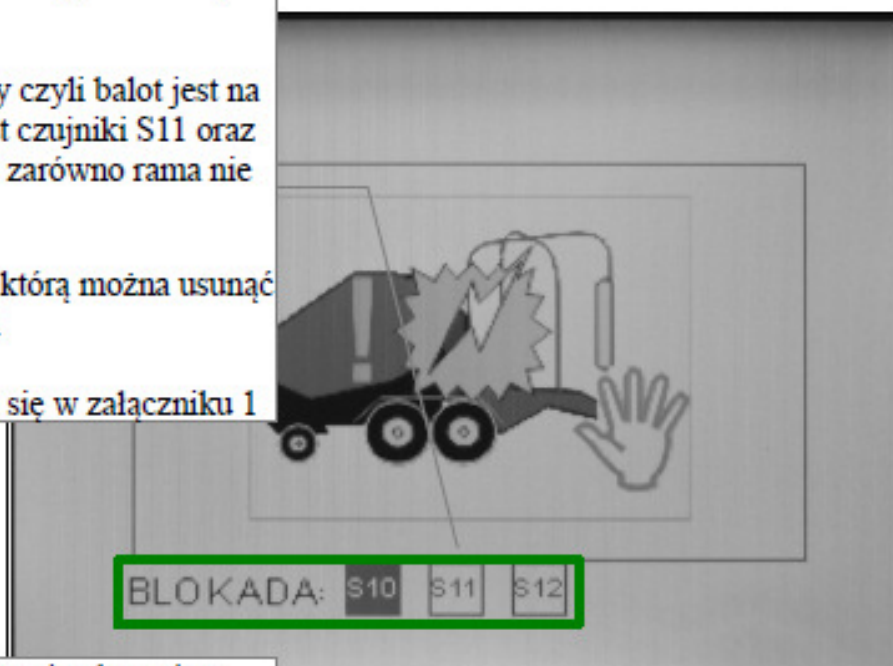 y czyli balot jest na
t czujniki S11 oraz
zarówno rama nie
którą można usunąć
się w załączniku 1
BLOKADA: S10 S11 S12